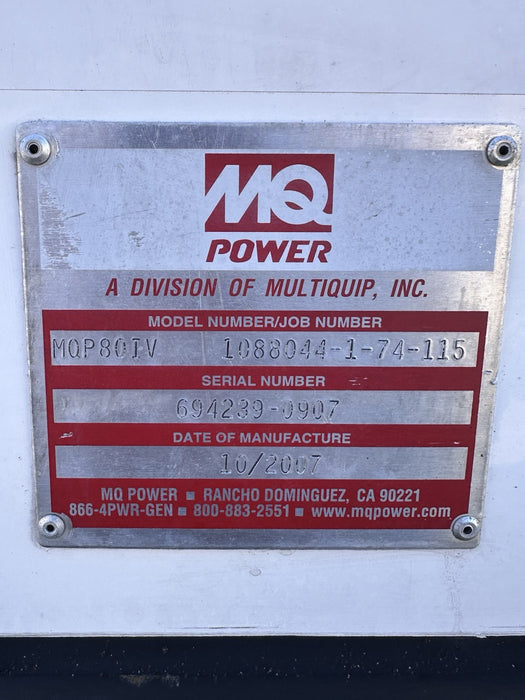 MQ
POWER
A DIVISION OF MULTIQUIP, INC.
MODEL NUMBER/JOB NUMBER
MQP80IV 1088044-1-74-115
SERIAL NUMBER
694239-0907
DATE OF MANUFACTURE
10/2007
MQ POWER ■ RANCHO DOMINGUEZ, CA 90221
866-4PWR-GEN ■ 800-883-2551 ■ www.mqpower.com